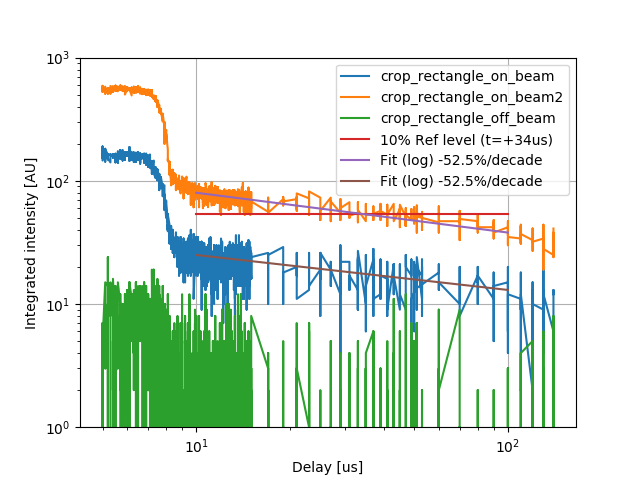 10³
10²
10¹
10⁰
Integrated intensity [AU]
crop_rectangle_on_beam
crop_rectangle_on_beam2
crop_rectangle_off_beam
10% Ref level (t=+34us)
Fit (log) -52.5%/decade
Fit (log) -52.5%/decade
10¹
10²
Delay [us]